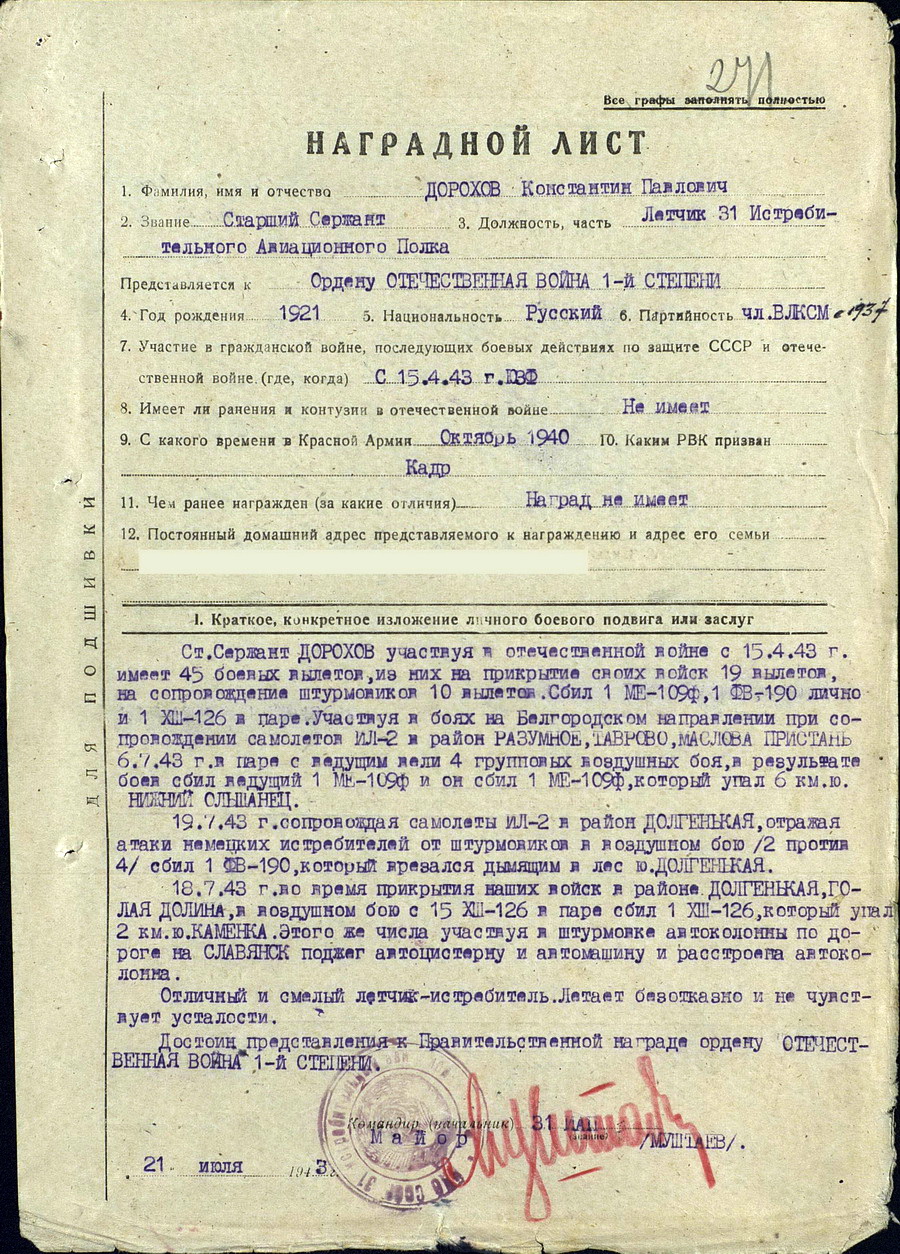 271
Все графы заполнять полностью
НАГРАДНОЙ ЛИСТ
1. Фамилия, имя и отчество ДОРОХОВ Константин Павлович
2. Звание Старший Сержант 3. Должность, часть Летчик 31 Истреби-
тельного Авиационного Полка
Представляется к Ордену ОТЕЧЕСТВЕННАЯ ВОЙНА 1-й СТЕПЕНИ
4. Год рождения 1921 5. Национальность Русский 6. Партийность чл.ВЛКСМ с 1937
7. Участие в гражданской войне, последующих боевых действиях по защите СССР и отече-
ственной войне (где, когда) С 15.4.43 г.ЮЗФ
8. Имеет ли ранения и контузии в отечественной войне Не имеет
9. С какого времени в Красной Армии Октябрь 1940 10. Каким РВК призван
Кадр
11. Чем ранее награжден (за какие отличия) Наград не имеет
12. Постоянный домашний адрес представляемого к награждению и адрес его семьи
ДЛЯ ПОДШИВКИ
I. Краткое, конкретное изложение личного боевого подвига или заслуг
Ст.Сержант ДОРОХОВ участвуя в отечественной войне с 15.4.43 г.
имеет 45 боевых вылетов,из них на прикрытие своих войск 19 вылетов,
на сопровождение штурмовиков 10 вылетов.Сбил 1 МЕ-109ф,1 ФВ-190 лично
и 1 ХШ-126 в паре.Участвуя в боях на Белгородском направлении при со-
провождении самолетов ИЛ-2 в район РАЗУМНОЕ,ТАВРОВО,МАСЛОВА ПРИСТАНЬ
6.7.43 г.в паре с ведущим вели 4 групповых воздушных боя,в результате
боев сбил ведущий 1 МЕ-109ф и он сбил 1 МЕ-109ф,который упал 6 км.ю.
НИЖНИЙ ОЛЬШАНЕЦ.
19.7.43 г.сопровождая самолеты ИЛ-2 в район ДОЛГЕНЬКАЯ,отражая
атаки немецких истребителей от штурмовиков в воздушном бою /2 против
4/ сбил 1 ФВ-190,который врезался дымящим в лес ю.ДОЛГЕНЬКАЯ.
18.7.43 г.во время прикрытия наших войск в районе ДОЛГЕНЬКАЯ,ГО-
ЛАЯ ДОЛИНА,в воздушном бою с 15 ХШ-126 в паре сбил 1 ХШ-126,который упал
2 км.ю.КАМЕНКА.Этого же числа участвуя в штурмовке автоколонны по до-
роге на СЛАВЯНСК поджег автоцистерну и автомашину и расстроена автоко-
лонна.
Отличный и смелый летчик-истребитель.Летает безотказно и не чувст-
вует усталости.
Достоин представления к Правительственной награде ордену ОТЕЧЕСТ-
ВЕННАЯ ВОЙНА 1-й СТЕПЕНИ.
Командир (начальник) 31 ИАП
Майор (звание) /МУШТАЕВ/.
21 июля 1943 г.